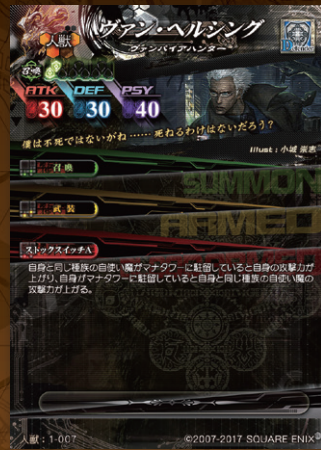 人獣
ヴァン・ヘルシング
ヴァンパイアハンター
召喚
ATK DEF PSY
30 30 40
僕は不死ではないがね……死ねるわけはないだろう？
Illust：小城 崇志
召喚
SUMMON
武装
ARMED
ストックスイッチA
自身と同じ種族の自使い魔がマナタワーに駐留していると自身の攻撃力が
上がり、自身がマナタワーに駐留していると自身と同じ種族の自使い魔の
攻撃力が上がる。
人獣：1-007
©2007-2017 SQUARE ENIX